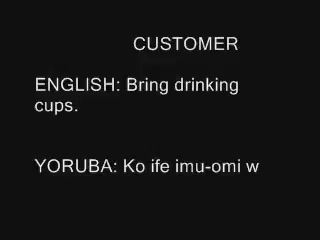 CUSTOMER
ENGLISH: Bring drinking
cups.
YORUBA: Ko ife imu-omi w